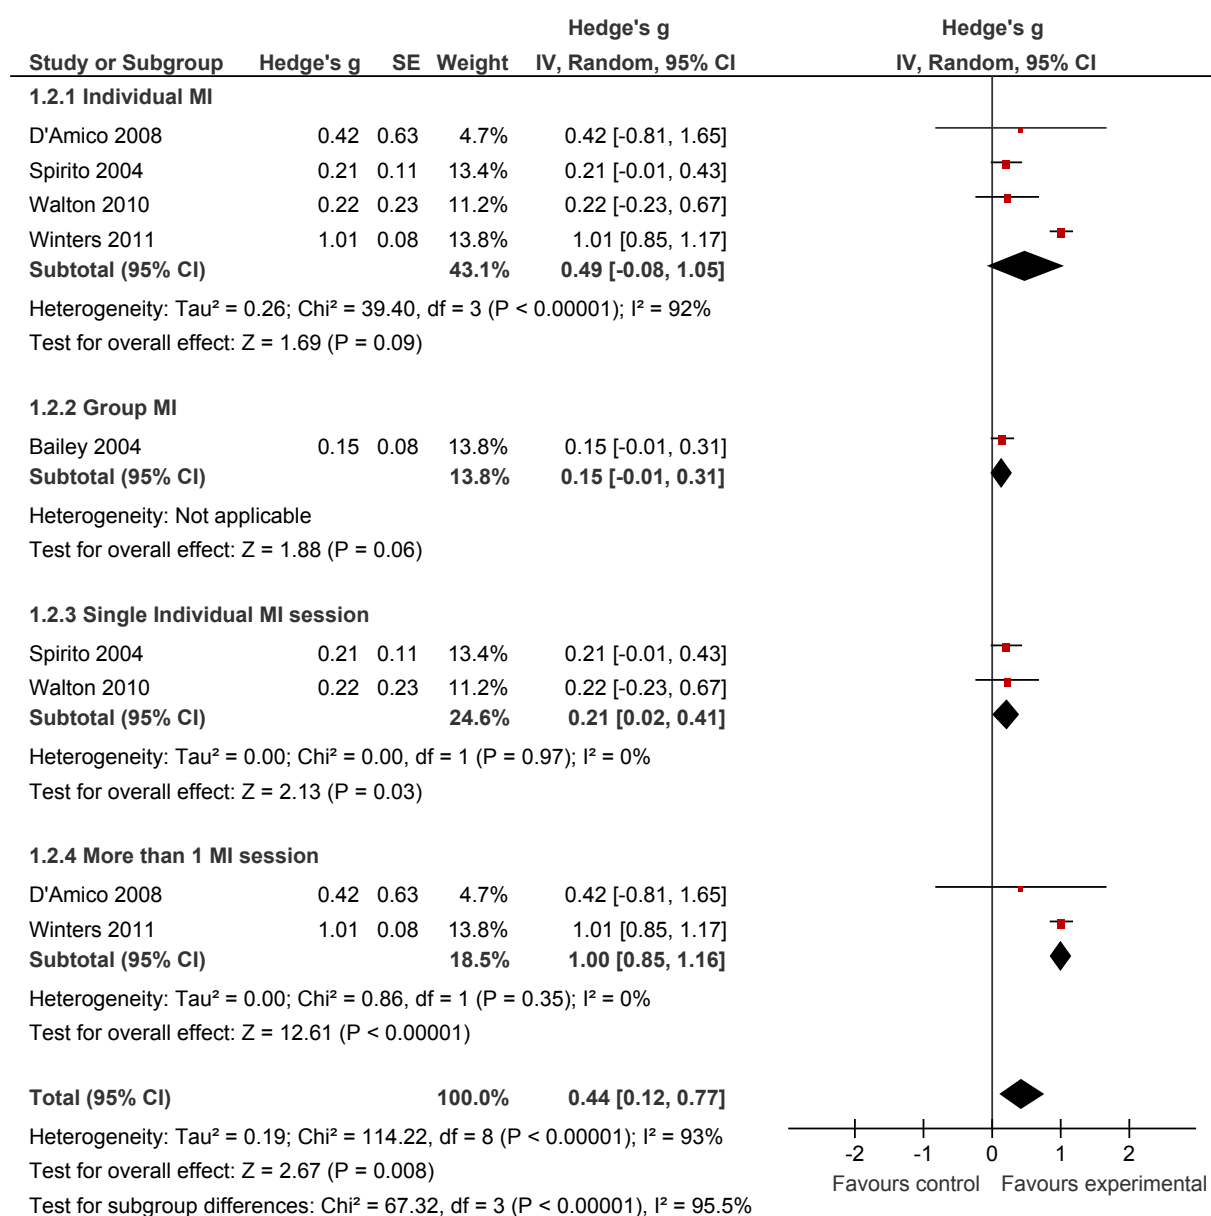 Hedge's g Hedge's g
Study or Subgroup Hedge's g SE Weight IV, Random, 95% CI IV, Random, 95% CI
1.2.1 Individual MI
D'Amico 2008 0.42 0.63 4.7% 0.42 [-0.81, 1.65]
Spirito 2004 0.21 0.11 13.4% 0.21 [-0.01, 0.43]
Walton 2010 0.22 0.23 11.2% 0.22 [-0.23, 0.67]
Winters 2011 1.01 0.08 13.8% 1.01 [0.85, 1.17]
Subtotal (95% CI) 43.1% 0.49 [-0.08, 1.05]
Heterogeneity: Tau² = 0.26; Chi² = 39.40, df = 3 (P < 0.00001); I² = 92%
Test for overall effect: Z = 1.69 (P = 0.09)
1.2.2 Group MI
Bailey 2004 0.15 0.08 13.8% 0.15 [-0.01, 0.31]
Subtotal (95% CI) 13.8% 0.15 [-0.01, 0.31]
Heterogeneity: Not applicable
Test for overall effect: Z = 1.88 (P = 0.06)
1.2.3 Single Individual MI session
Spirito 2004 0.21 0.11 13.4% 0.21 [-0.01, 0.43]
Walton 2010 0.22 0.23 11.2% 0.22 [-0.23, 0.67]
Subtotal (95% CI) 24.6% 0.21 [0.02, 0.41]
Heterogeneity: Tau² = 0.00; Chi² = 0.00, df = 1 (P = 0.97); I² = 0%
Test for overall effect: Z = 2.13 (P = 0.03)
1.2.4 More than 1 MI session
D'Amico 2008 0.42 0.63 4.7% 0.42 [-0.81, 1.65]
Winters 2011 1.01 0.08 13.8% 1.01 [0.85, 1.17]
Subtotal (95% CI) 18.5% 1.00 [0.85, 1.16]
Heterogeneity: Tau² = 0.00; Chi² = 0.86, df = 1 (P = 0.35); I² = 0%
Test for overall effect: Z = 12.61 (P < 0.00001)
Total (95% CI) 100.0% 0.44 [0.12, 0.77]
Heterogeneity: Tau² = 0.19; Chi² = 114.22, df = 8 (P < 0.00001); I² = 93%
Test for overall effect: Z = 2.67 (P = 0.008)
Test for subgroup differences: Chi² = 67.32, df = 3 (P < 0.00001), I² = 95.5%
-2 -1 0 1 2
Favours control Favours experimental